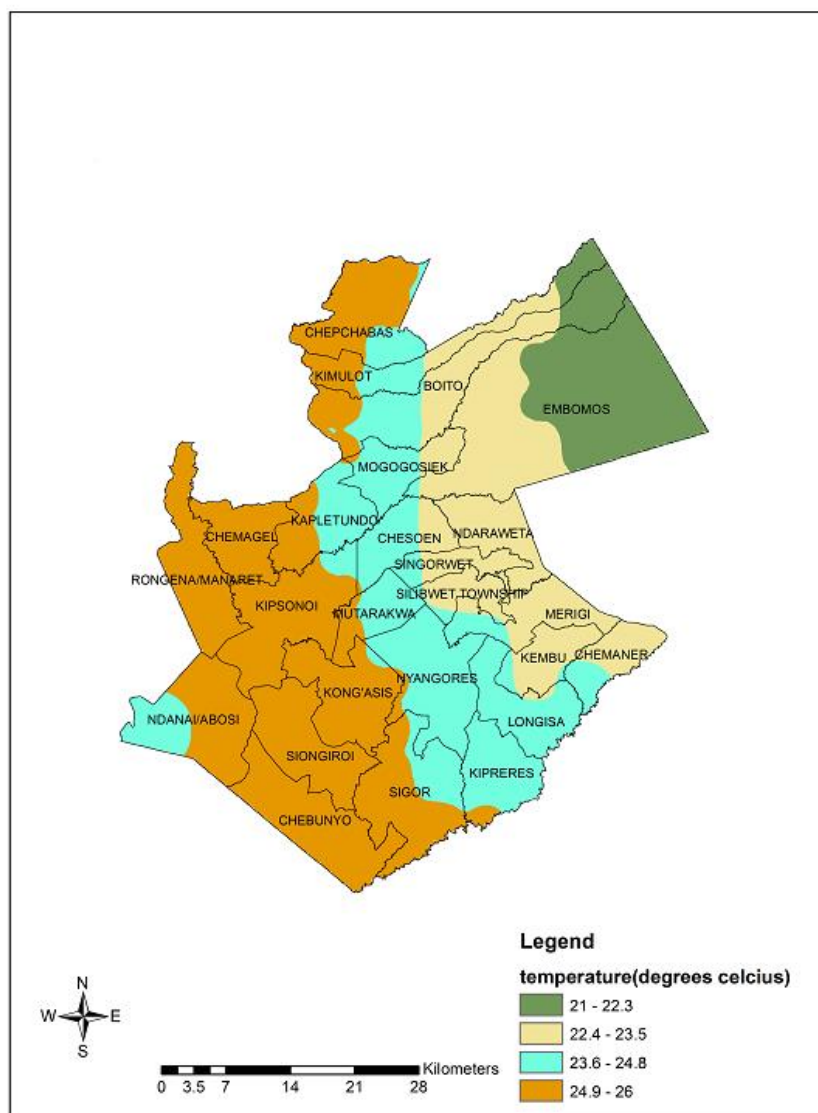 CHEPCHABAS
KIMULOT
BOITO
EMBOMOS
MOGOGOSIEK
KAPLETUNDO
CHEMAGEL
CHESOEN
NDARAWETA
SINGORWET
RONGENA/MANARET
KIPSONOI
MUTARAKWA
SILIBWET TOWNSHIP
MERIGI
KEMBU
CHEMANER
NYANGORES
KONG'ASIS
NDANAI/ABOSI
LONGISA
SIONGIROI
KIPRERES
SIGOR
CHEBUNYO
Legend
temperature(degrees celcius)
21 - 22.3
22.4 - 23.5
23.6 - 24.8
24.9 - 26
N
W E
S
Kilometers
0 3.5 7 14 21 28